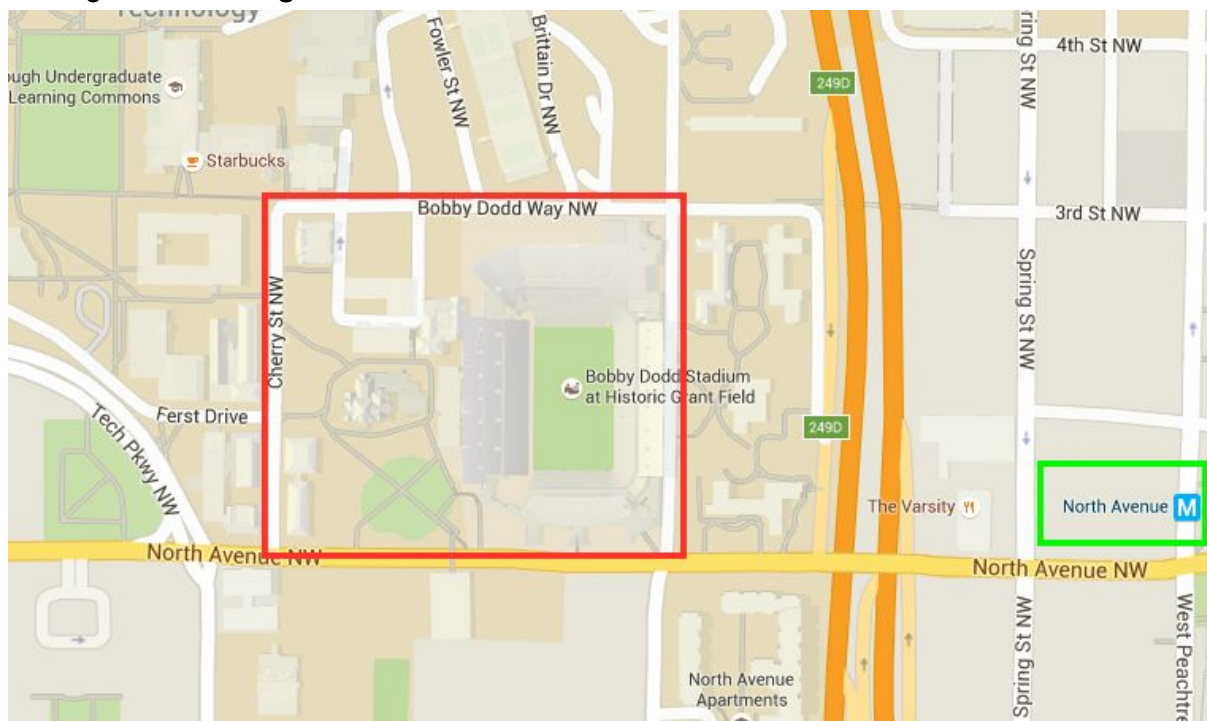 Technology
ough Undergraduate
Learning Commons
Starbucks
Fowler St NW
Brittain Dr NW
249D
ring St NW
4th St NW
Bobby Dodd Way NW
3rd St NW
Cherry St NW
Spring St NW
Bobby Dodd Stadium
at Historic Grant Field
Ferst Drive
Tech Pkwy NW
249D
The Varsity
North Avenue M
North Avenue NW
North Avenue NW
Spring St NW
West Peachtre
North Avenue
Apartments